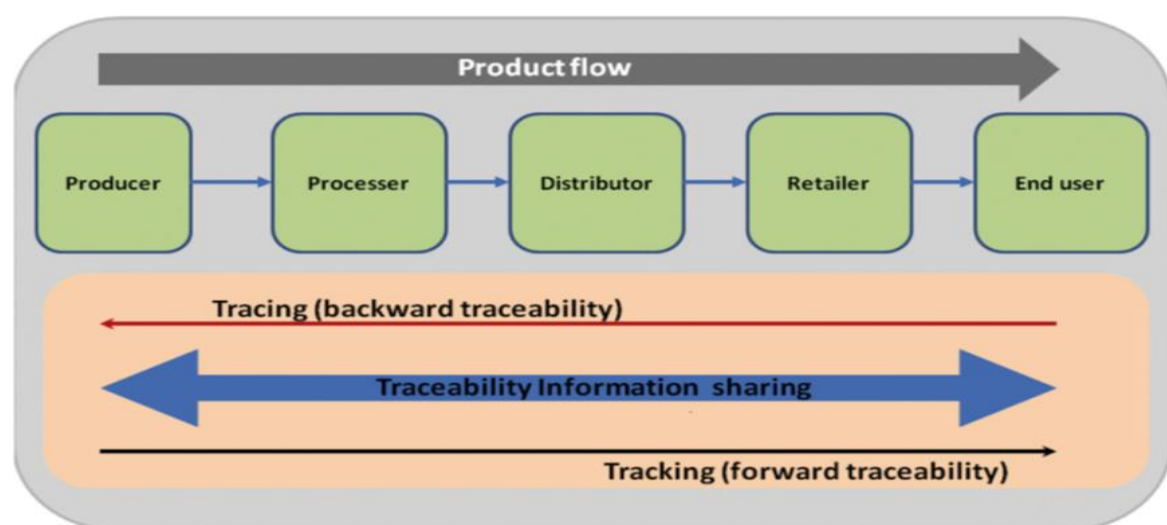 Product flow
Producer
Processer
Distributor
Retailer
End user
Tracing (backward traceability)
Traceability Information sharing
Tracking (forward traceability)